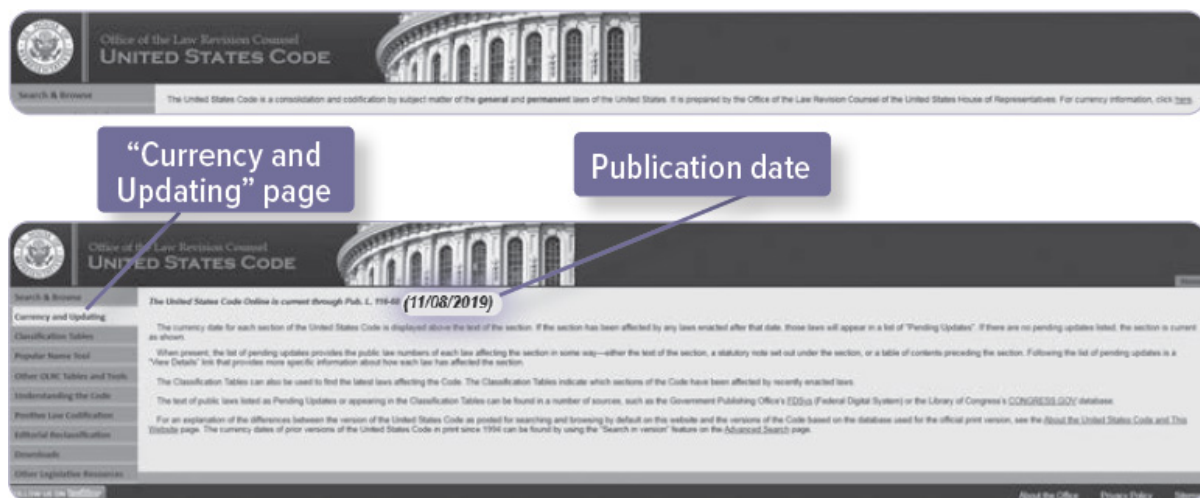 Office of the Law Revision Counsel
UNITED STATES CODE
Search & Browse
The United States Code is a consolidation and codification by subject matter of the general and permanent laws of the United States. It is prepared by the Office of the Law Revision Counsel of the United States House of Representatives. For currency information, click here.
“Currency and
Updating” page
Publication date
Office of the Law Revision Counsel
UNITED STATES CODE
Search & Browse
The United States Code Online is current through Pub. L. (11/08/2019)
Currency and Updating
The currency date for each section of the United States Code is displayed above the text of the section. If the section has been affected by any laws enacted after that date, those laws will appear in a list of "Pending Updates". If there are no pending updates listed, the section is current
as shown.
Classification Tables
When present, the list of pending updates provides the public law numbers of each law affecting the section in some way—either the text of the section, a statutory note set out under the section, or a table of contents preceding the section. Following the list of pending updates is a
Popular Name Tool
"View Details" link that provides more specific information about how each law has affected the section.
Other OLRC Tables and Tools
The Classification Tables can also be used to find the latest laws affecting the Code. The Classification Tables indicate which sections of the Code have been affected by recently enacted laws.
Understanding the Code
The text of public laws listed as Pending Updates or appearing in the Classification Tables can be found in a number of sources, such as the Government Publishing Office's FDSys (Federal Digital System) or the Library of Congress's CONGRESS.GOV database.
Positive Law Codification
For an explanation of the differences between the version of the United States Code as posted for searching and browsing by default on this website and the versions of the Code based on the database used for the official print version, see the About the United States Code and This
Editorial Reclassification
Website page. The currency dates of prior versions of the United States Code in print since 1994 can be found by using the "Search in version" feature on the Advanced Search page.
Downloads
Other Legislative Resources
FOLLOW US ON twitter
About the Office Privacy Policy